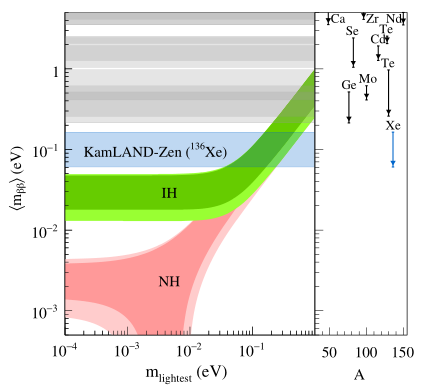 Ca
Zr
Nd
Se
Te
Cd
Te
Ge
Mo
Xe
1
KamLAND-Zen (¹³⁶Xe)
10⁻¹
IH
10⁻²
NH
10⁻³
⟨m_ββ⟩ (eV)
10⁻⁴
10⁻³
10⁻²
10⁻¹
50
100
150
m_lightest (eV)
A